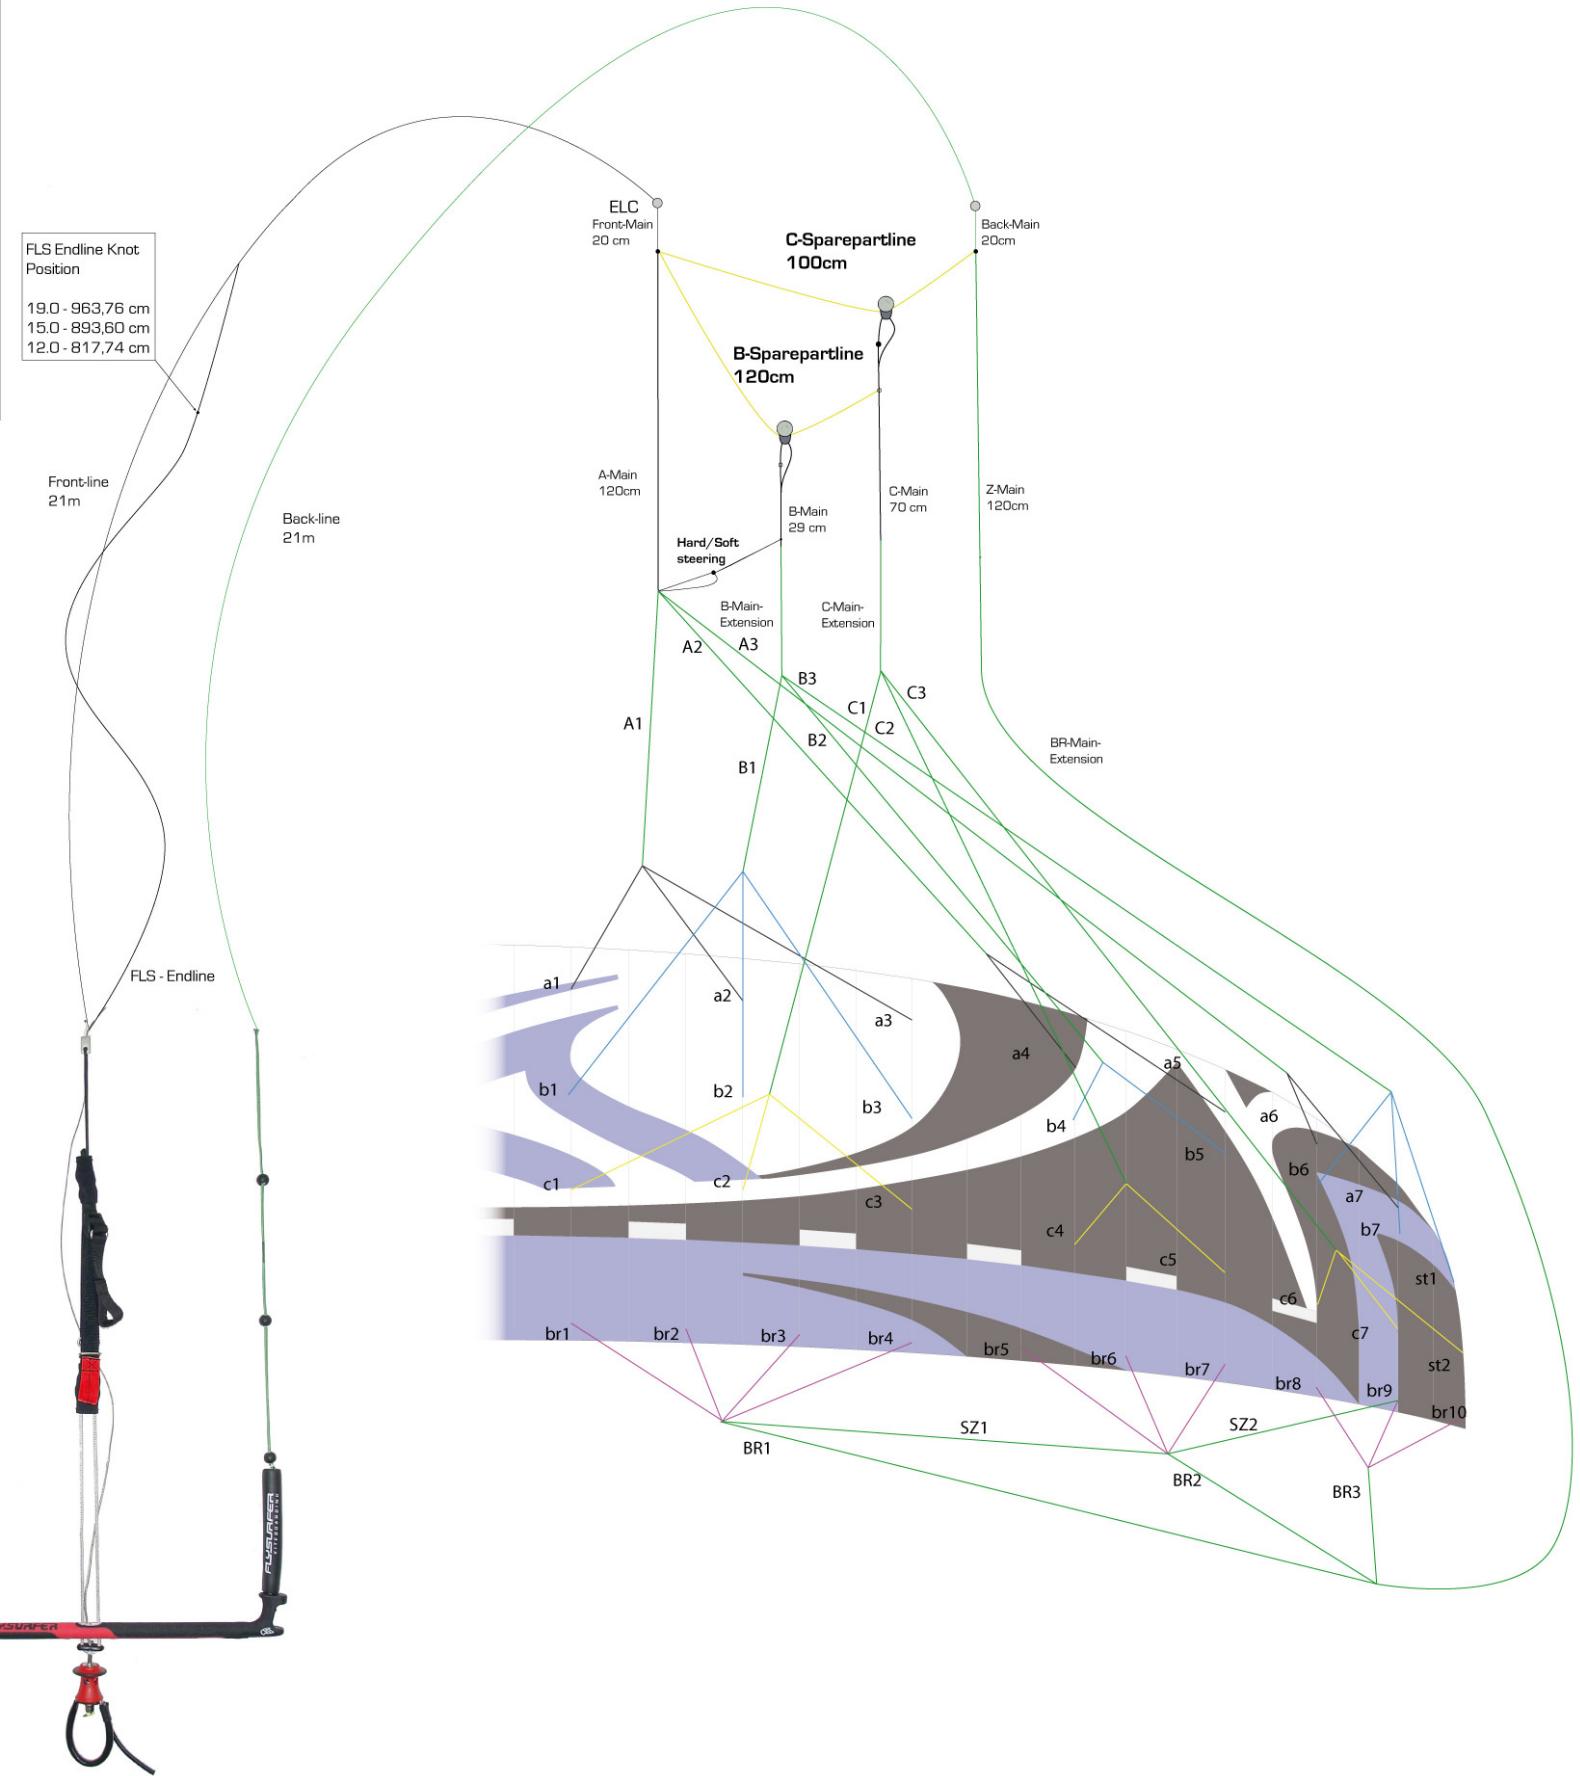 ELC
Front-Main
20 cm
Back-Main
20cm
C-Sparepartline
100cm
FLS Endline Knot
Position
19.0 - 963,76 cm
15.0 - 893,60 cm
12.0 - 817,74 cm
B-Sparepartline
120cm
Front-line
21m
Back-line
21m
A-Main
120cm
B-Main
29 cm
C-Main
70 cm
Z-Main
120cm
Hard/Soft
steering
B-Main-
Extension
C-Main-
Extension
A2
A3
B3
C3
A1
C1
C2
B2
B1
BR-Main-
Extension
FLS - Endline
a1
a2
a3
a4
a5
a6
b1
b2
b3
b4
b5
b6
a7
b7
c1
c2
c3
c4
c5
st1
c6
c7
st2
br1
br2
br3
br4
br5
br6
br7
br8
br9
br10
SZ1
SZ2
BR1
BR2
BR3
FLYSURFER
KITEBOARDING
YSURFER